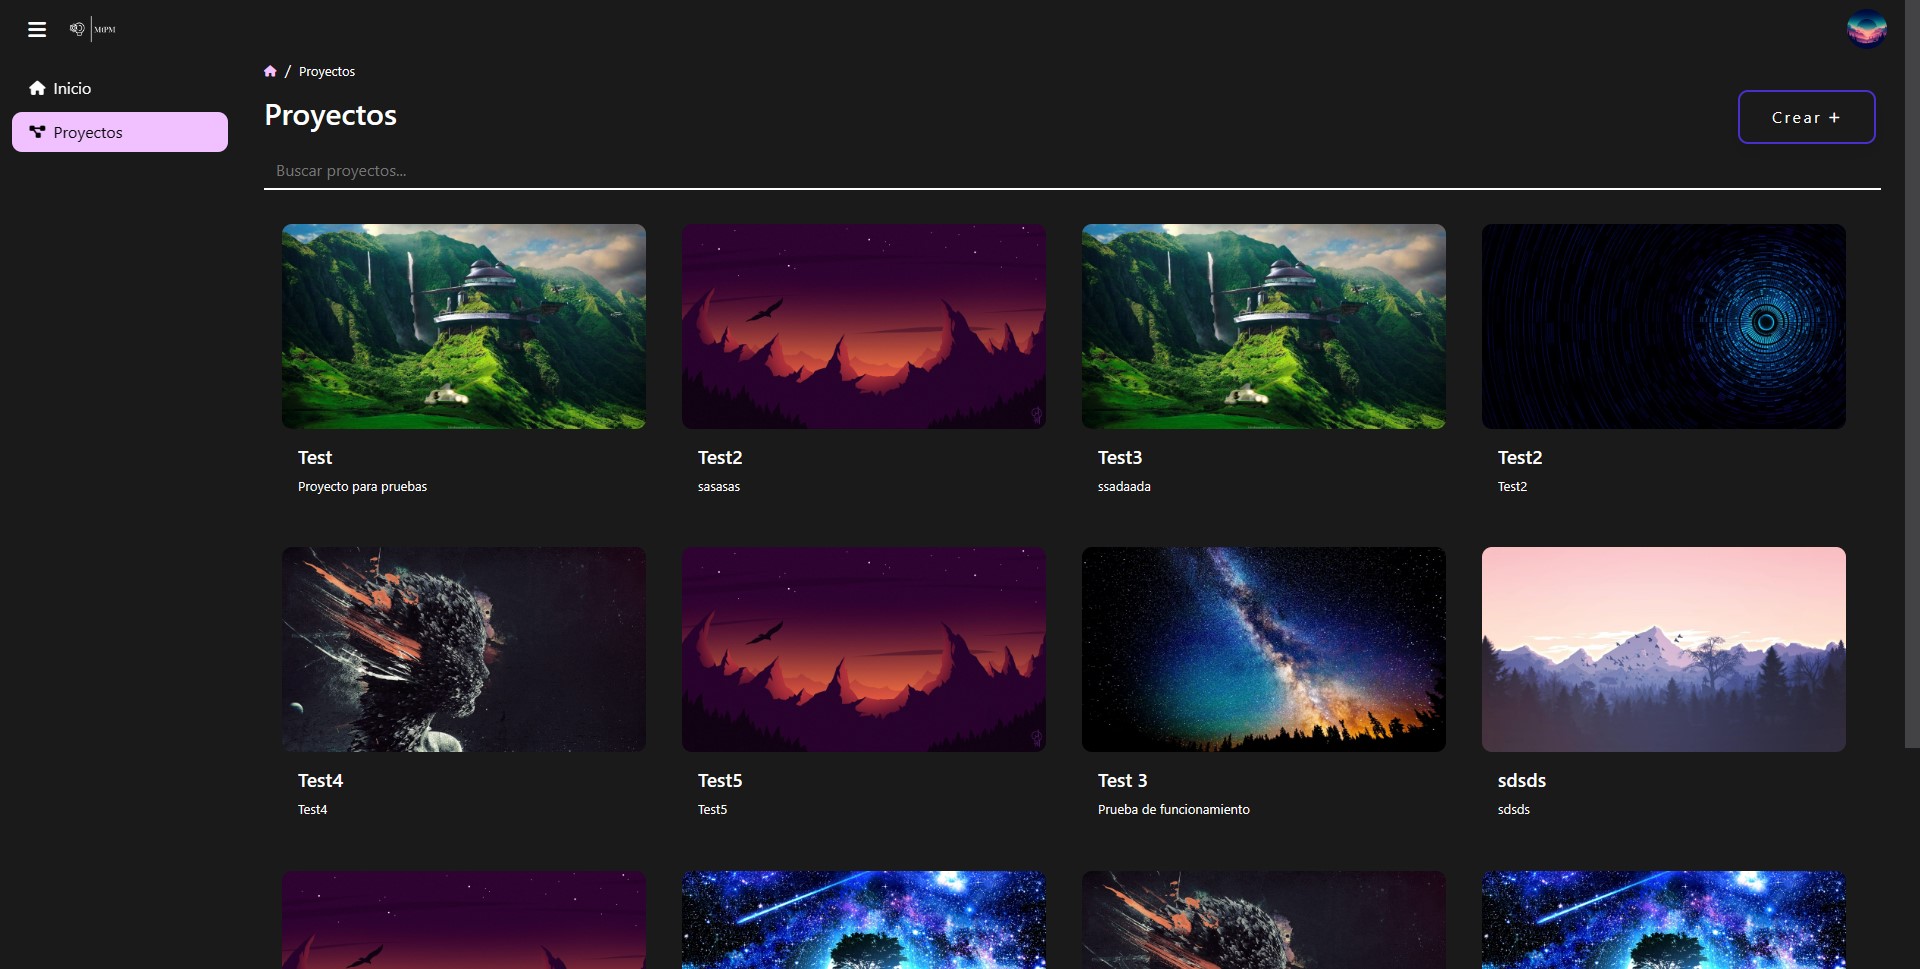 MtPM
Inicio
Proyectos
/ Proyectos
Proyectos
Crear +
Buscar proyectos...
Test
Proyecto para pruebas
Test2
sasasas
Test3
ssadaada
Test2
Test2
Test4
Test4
Test5
Test5
Test 3
Prueba de funcionamiento
sdsds
sdsds